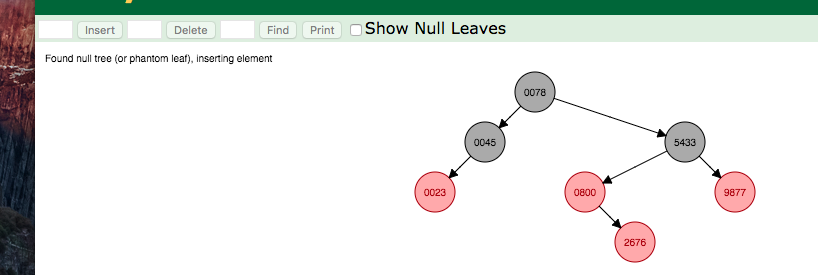 Insert Delete Find Print Show Null Leaves
Found null tree (or phantom leaf), inserting element
0078
0045 5433
0023 0800 9877
2676